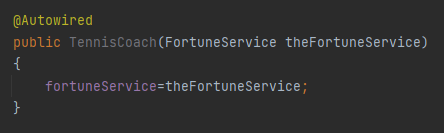 @Autowired
public TennisCoach(FortuneService theFortuneService)
{
    fortuneService=theFortuneService;
}